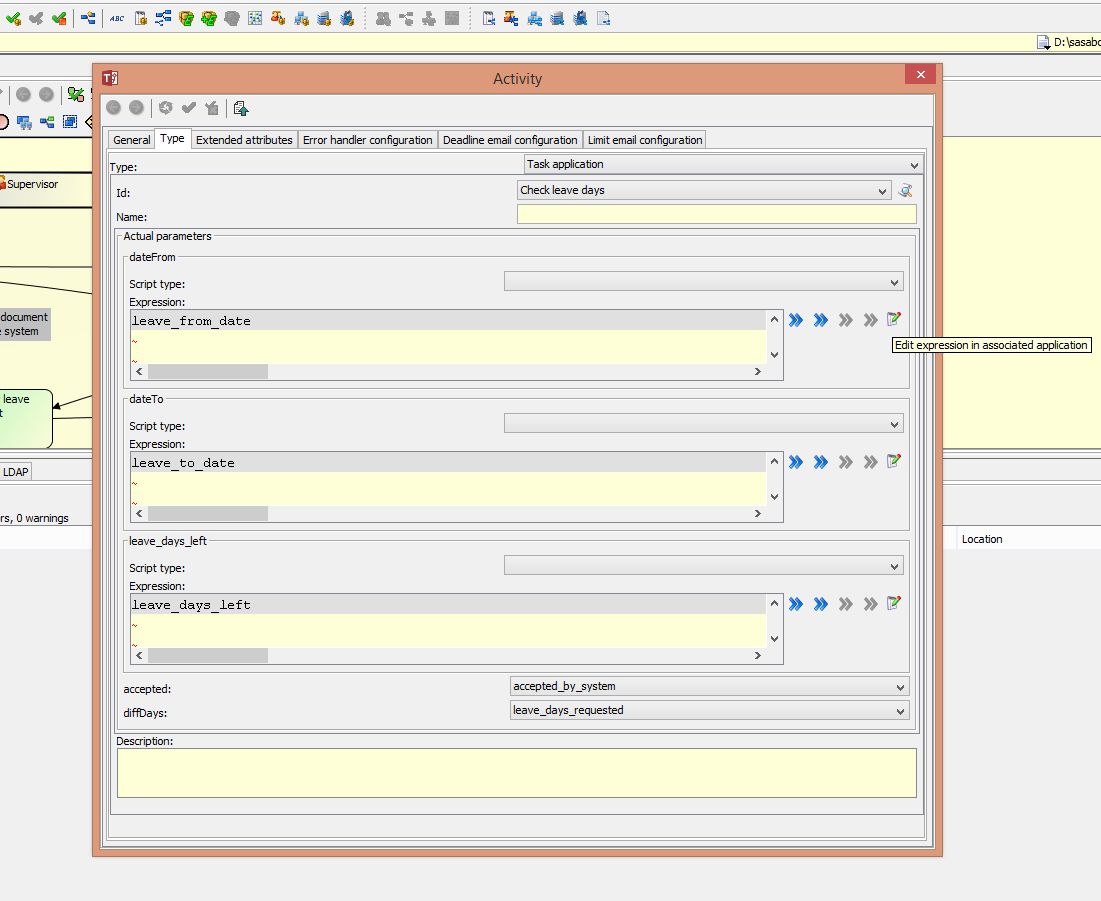 ABC
D:\sasabo
Activity
General Type Extended attributes Error handler configuration Deadline email configuration Limit email configuration
Type: Task application
Supervisor
Id: Check leave days
Name:
Actual parameters
dateFrom
Script type:
Expression:
leave_from_date
~
~
Edit expression in associated application
document
system
dateTo
Script type:
leave
Expression:
leave_to_date
~
~
LDAP
rs, 0 warnings
leave_days_left
Location
Script type:
Expression:
leave_days_left
~
~
accepted: accepted_by_system
diffDays: leave_days_requested
Description: